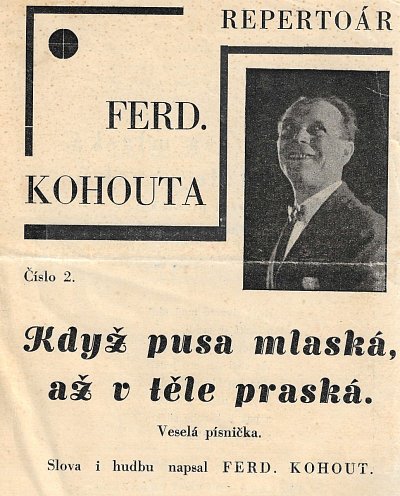 REPERTOÁR
FERD.
KOHOUTA
Číslo 2.
Když pusa mlaská,
až v těle praská.
Veselá písnička.
Slova i hudbu napsal FERD. KOHOUT.